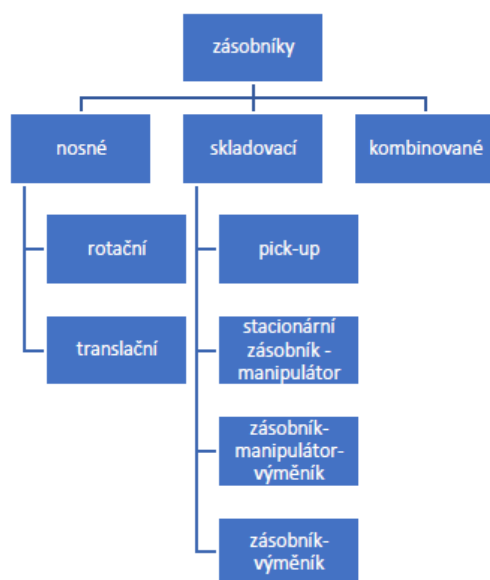 zásobníky
nosné
skladovací
kombinované
rotační
pick-up
translační
stacionární
zásobník -
manipulátor
zásobník-
manipulátor-
výměník
zásobník-
výměník